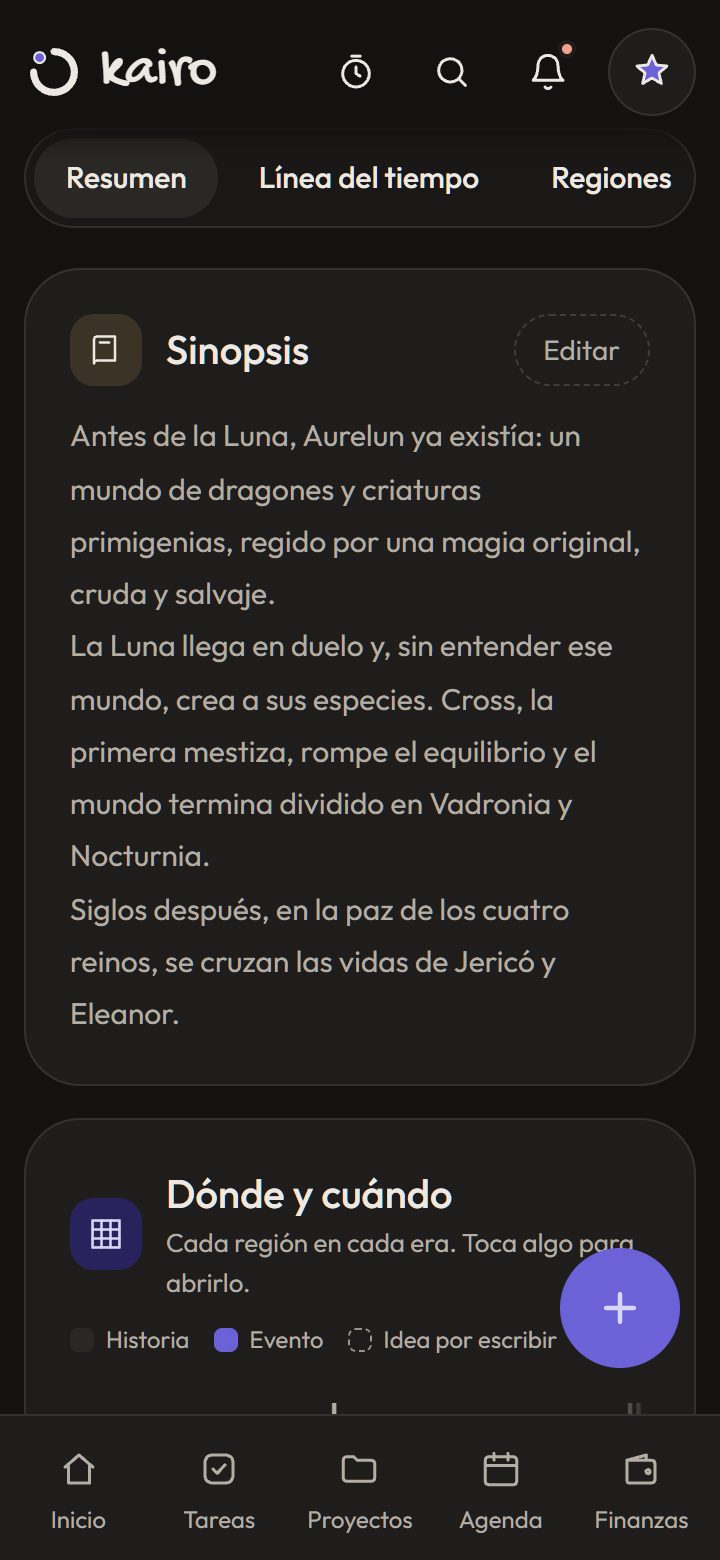 kairo
Resumen
Línea del tiempo
Regiones
Sinopsis
Editar
Antes de la Luna, Aurelun ya existía: un
mundo de dragones y criaturas
primigenias, regido por una magia original,
cruda y salvaje.
La Luna llega en duelo y, sin entender ese
mundo, crea a sus especies. Cross, la
primera mestiza, rompe el equilibrio y el
mundo termina dividido en Vadronia y
Nocturnia.
Siglos después, en la paz de los cuatro
reinos, se cruzan las vidas de Jericó y
Eleanor.
Dónde y cuándo
Cada región en cada era. Toca algo para
abrirlo.
Historia
Evento
Idea por escribir
Inicio
Tareas
Proyectos
Agenda
Finanzas